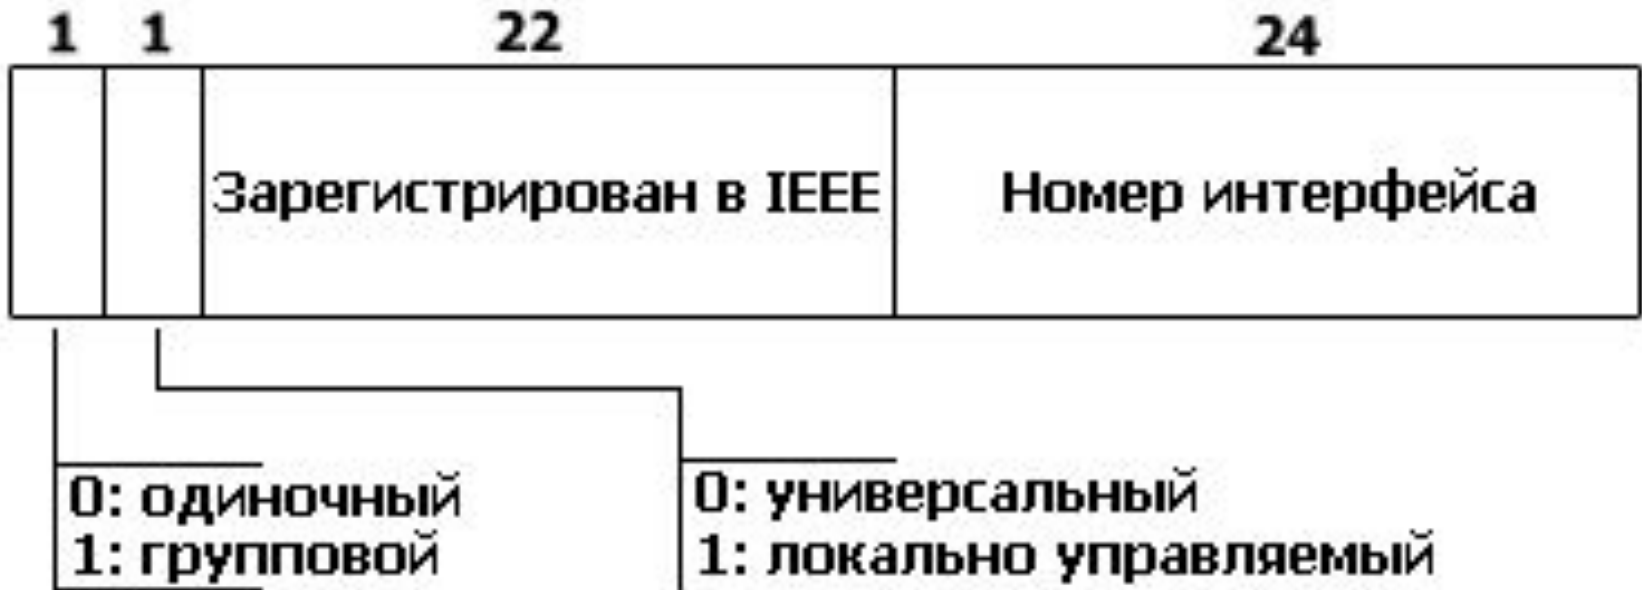 1 1 22 24
Зарегистрирован в IEEE Номер интерфейса
0: одиночный 0: универсальный
1: групповой 1: локально управляемый